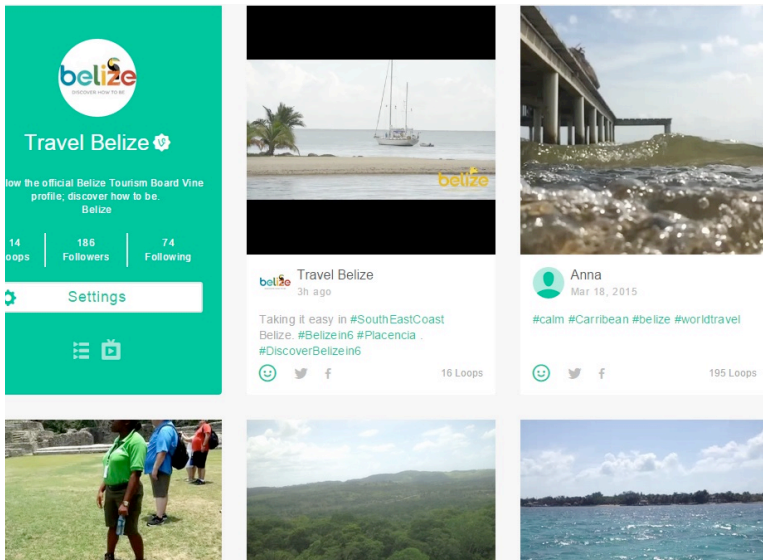 belize
DISCOVER HOW TO BE
Travel Belize
low the official Belize Tourism Board Vine
profile; discover how to be.
Belize
14
oops
186
Followers
74
Following
Settings
belize
belize
Travel Belize
3h ago
Taking it easy in #SouthEastCoast
Belize. #Belizein6 #Placencia .
#DiscoverBelizein6
16 Loops
Anna
Mar 18, 2015
#calm #Carribean #belize #worldtravel
195 Loops